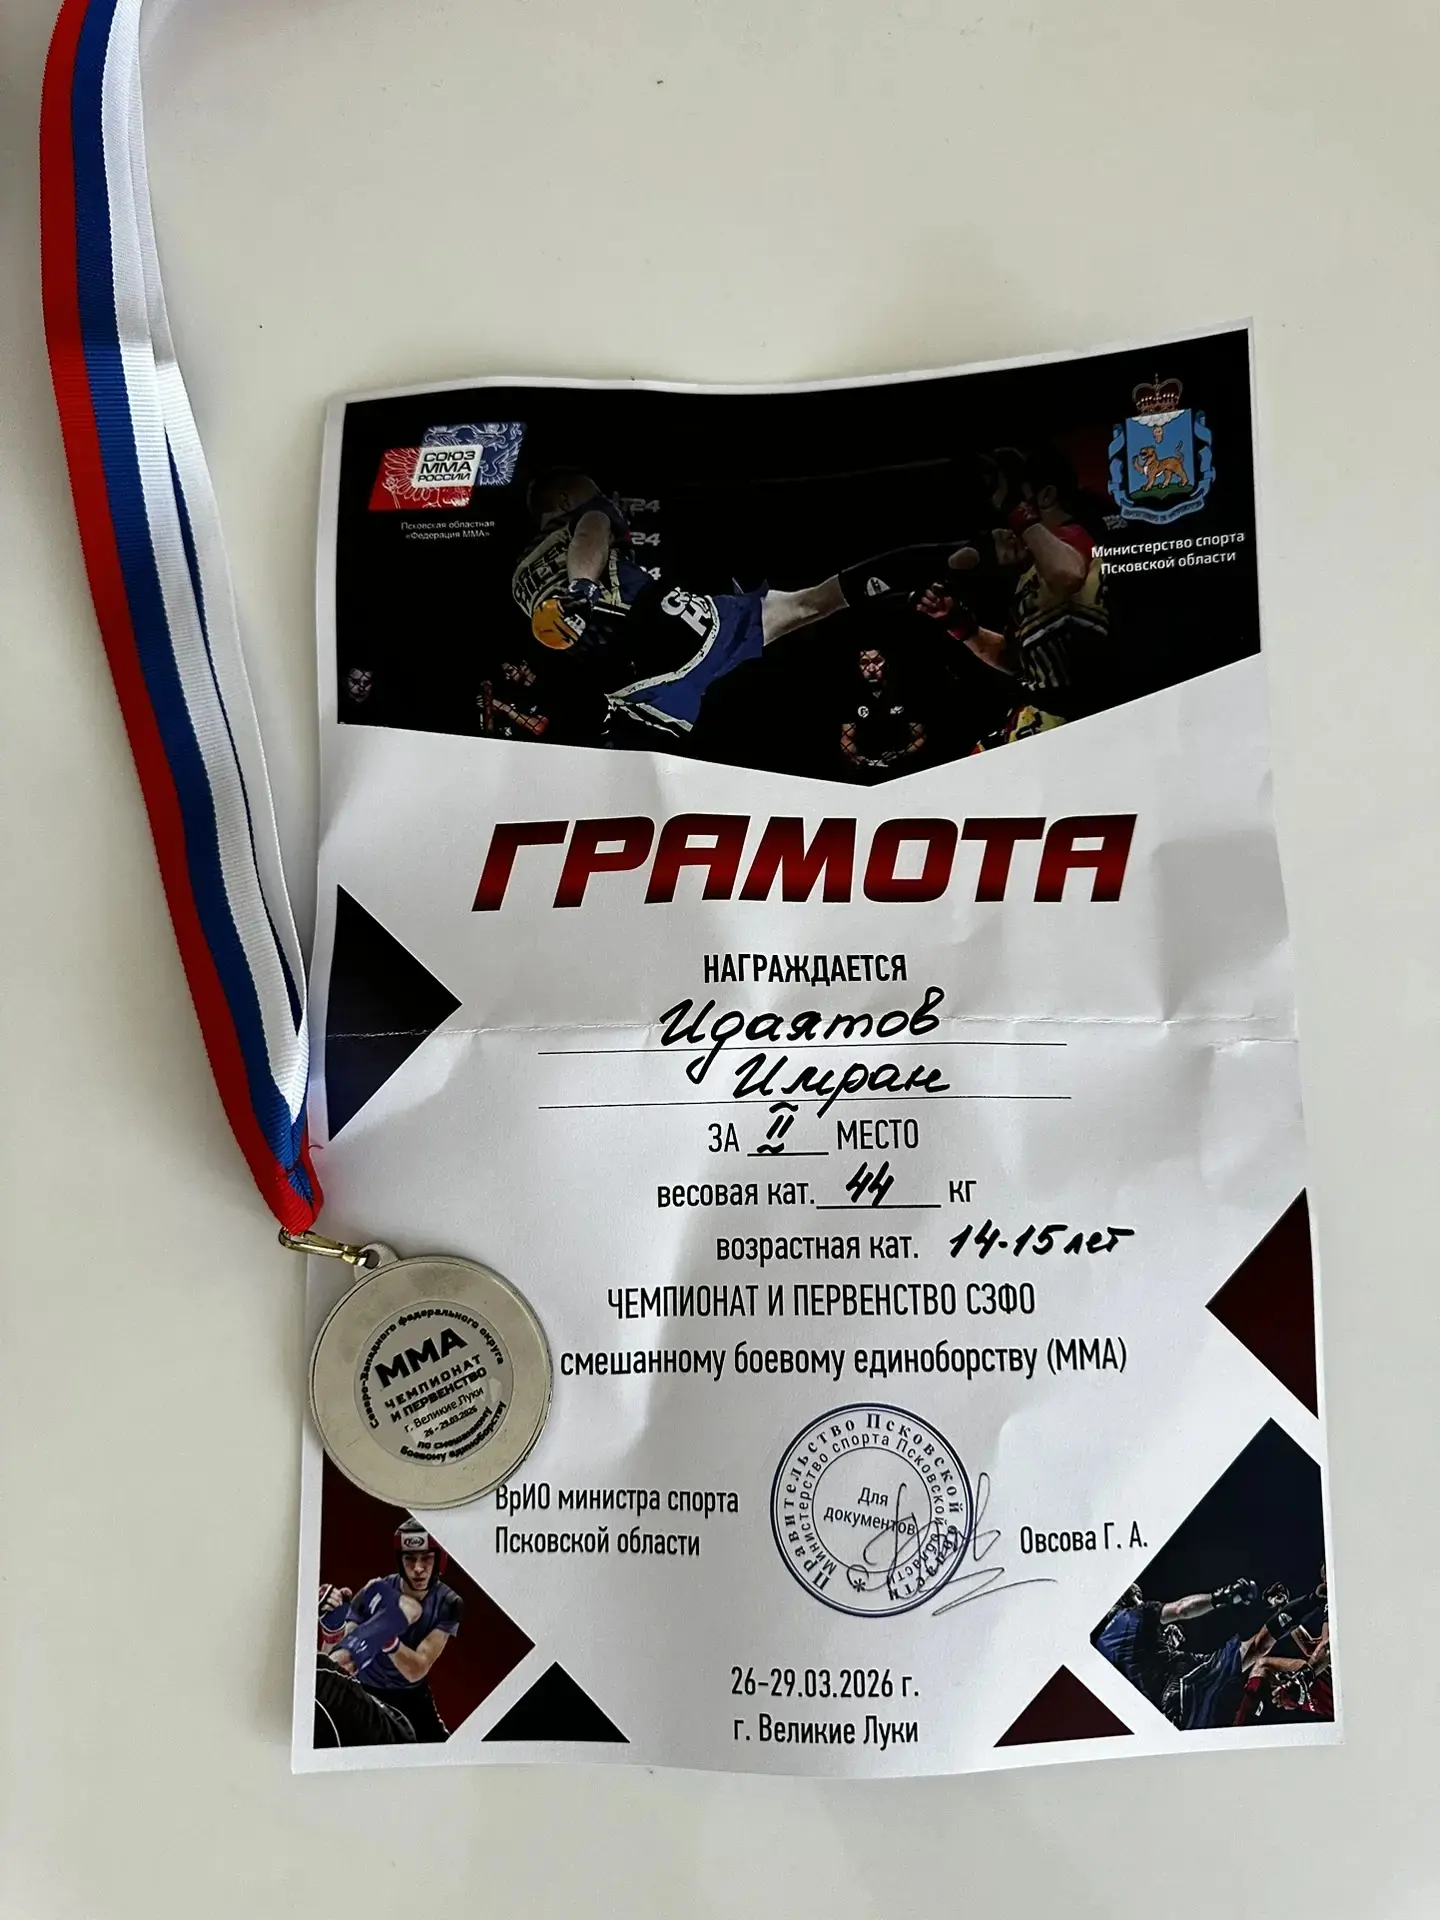 СОЮЗ
ММА
РОССИИ
Псковская областная
«Федерация ММА»
Министерство спорта
Псковской области
ГРАМОТА
НАГРАЖДАЕТСЯ
Идаятов
Имран
ЗА II МЕСТО
весовая кат. 44 кг
возрастная кат. 14-15 лет
ЧЕМПИОНАТ И ПЕРВЕНСТВО СЗФО
смешанному боевому единоборству (ММА)
Северо-Западного федерального округа
ММА
ЧЕМПИОНАТ
И ПЕРВЕНСТВО
г. Великие Луки
26 - 29.03.2026
по смешанному
боевому единоборству
ВрИО министра спорта
Псковской области
Правительство Псковской области
Министерство спорта Псковской области
Для
документов
Овсова Г. А.
26-29.03.2026 г.
г. Великие Луки